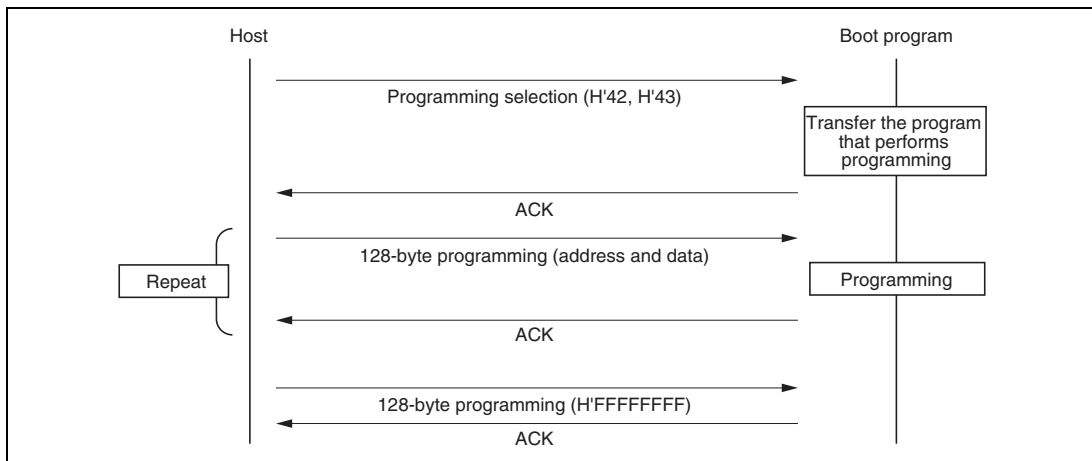 Host
Boot program
Programming selection (H'42, H'43)
Transfer the program
that performs
programming
ACK
128-byte programming (address and data)
Repeat
Programming
ACK
128-byte programming (H'FFFFFFFF)
ACK